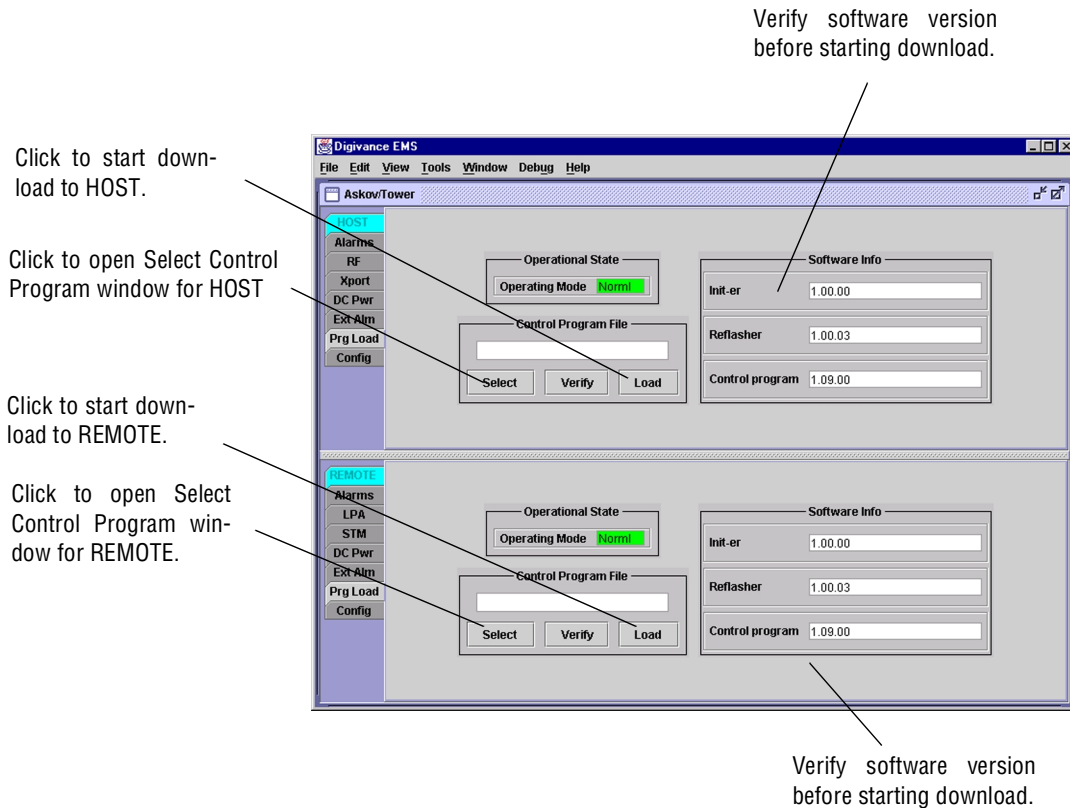 Verify software version
before starting download.
Click to start down-
load to HOST.
Click to open Select Control
Program window for HOST
Click to start down-
load to REMOTE.
Click to open Select
Control Program win-
dow for REMOTE.
Digivance EMS
File Edit View Tools Window Debug Help
Askov/Tower
HOST
Alarms
RF
Xport
DC Pwr
Ext Alm
Prg Load
Config
Operational State
Operating Mode Norml
Control Program File
Select Verify Load
Software Info
Init-er 1.00.00
Reflasher 1.00.03
Control program 1.09.00
REMOTE
Alarms
LPA
STM
DC Pwr
Ext Alm
Prg Load
Config
Operational State
Operating Mode Norml
Control Program File
Select Verify Load
Software Info
Init-er 1.00.00
Reflasher 1.00.03
Control program 1.09.00
Verify software version
before starting download.